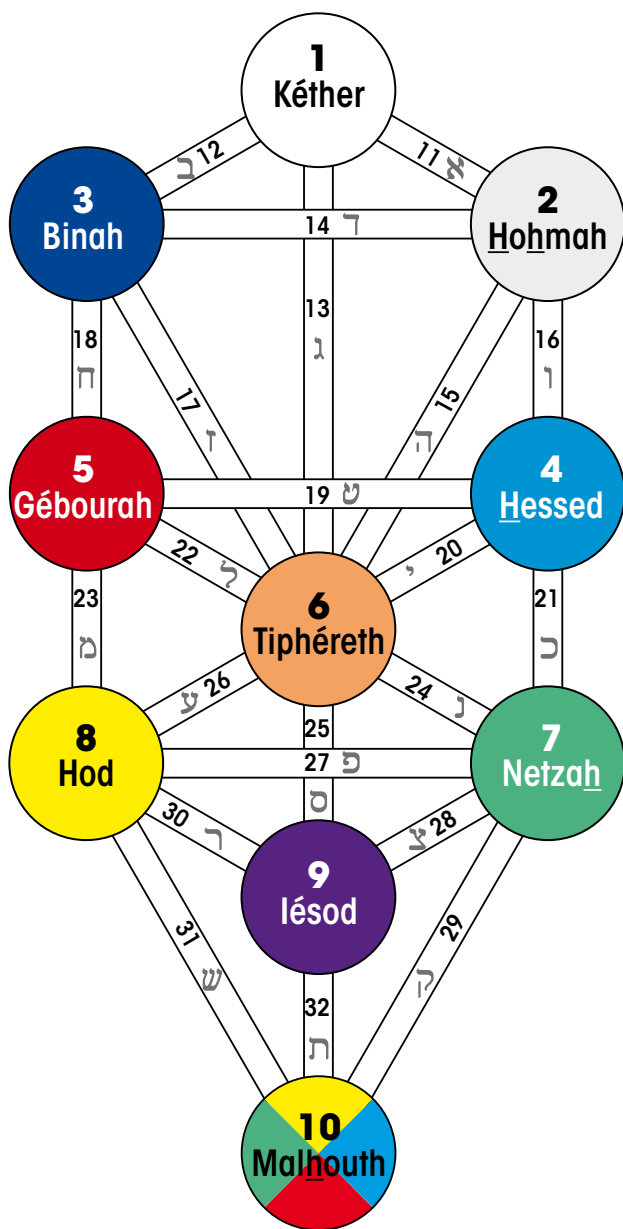 1
Kéther
ב 12
11 א
3
Binah
2
Hohmah
14 ד
13
ג
18
ח
16
ו
17
ז
15
ה
5
Gébourah
4
Hessed
19 ט
22 ל
י 20
23
מ
21
כ
6
Tiphéreth
ע 26
24 נ
8
Hod
7
Netzah
25
27 פ
ס
30 ר
צ 28
9
Iésod
31
ש
29
ק
32
ת
10
Malhouth